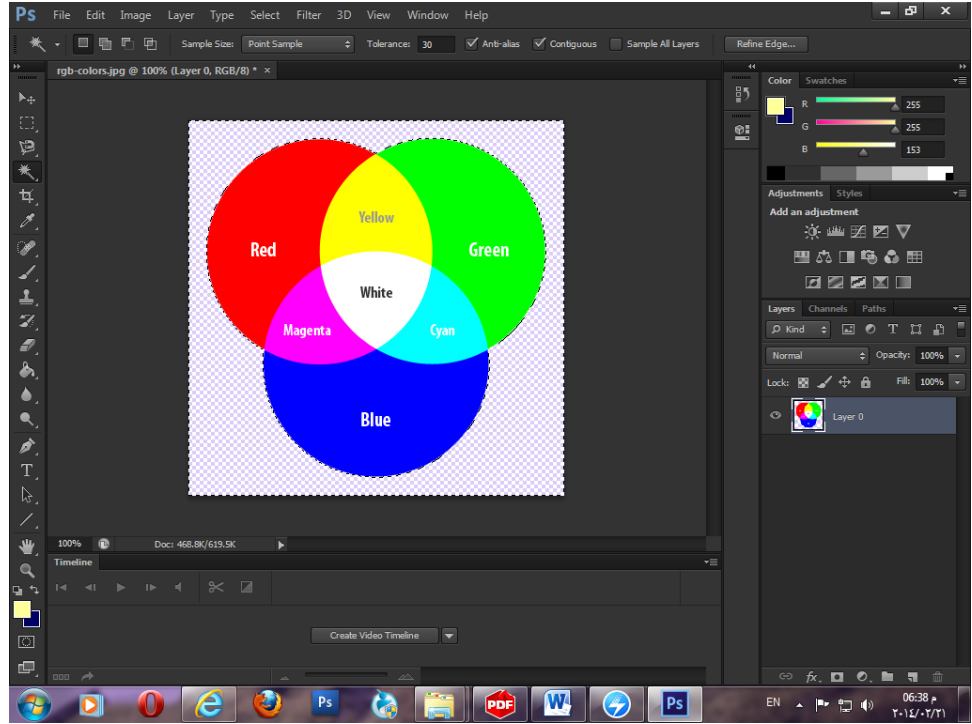 Ps File Edit Image Layer Type Select Filter 3D View Window Help
Sample Size: Point Sample Tolerance: 30 Anti-alias Contiguous Sample All Layers Refine Edge...
rgb-colors.jpg @ 100% (Layer 0, RGB/8) * ×
Color Swatches
R 255
G 255
B 153
Adjustments Styles
Add an adjustment
Yellow
Red
Green
White
Magenta
Cyan
Blue
Layers Channels Paths
Kind
Normal Opacity: 100%
Lock: Fill: 100%
Layer 0
100% Doc: 468.8K/619.5K
Timeline
Create Video Timeline
fx
Ps PDF W Ps EN
06:38 م
٢٠١٤/٠٢/٢١